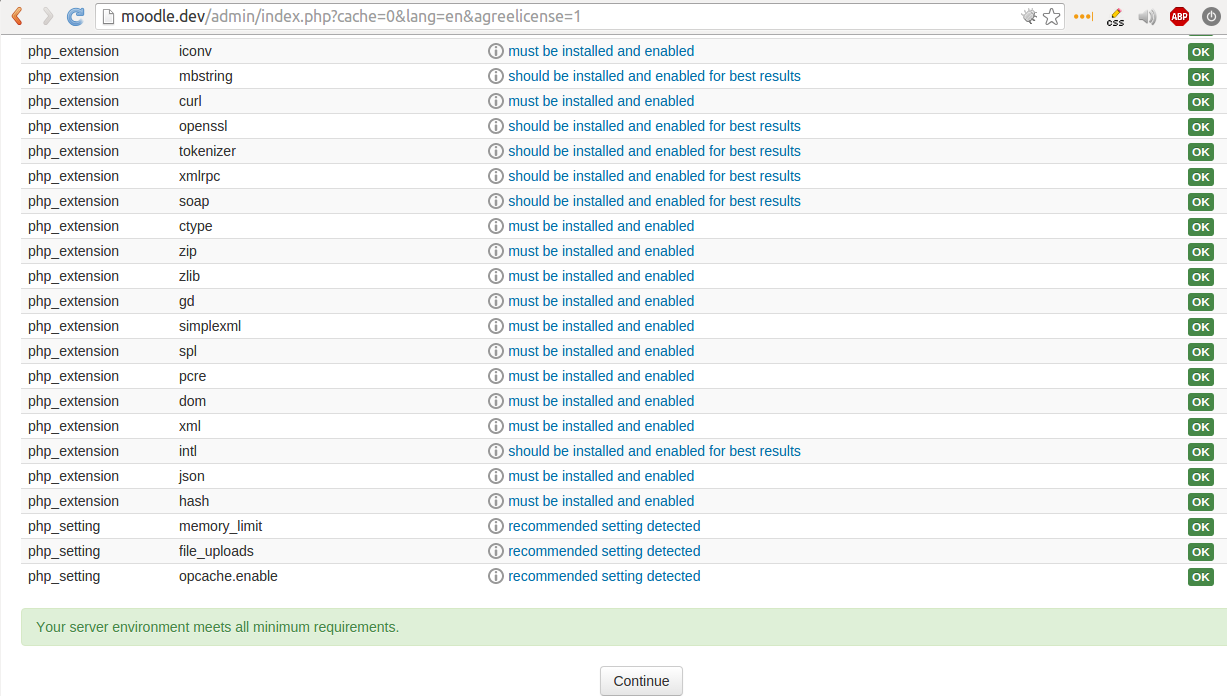 moodle.dev/admin/index.php?cache=0&lang=en&agreelicense=1
css ABP
php_extension iconv must be installed and enabled OK
php_extension mbstring should be installed and enabled for best results OK
php_extension curl must be installed and enabled OK
php_extension openssl should be installed and enabled for best results OK
php_extension tokenizer should be installed and enabled for best results OK
php_extension xmlrpc should be installed and enabled for best results OK
php_extension soap should be installed and enabled for best results OK
php_extension ctype must be installed and enabled OK
php_extension zip must be installed and enabled OK
php_extension zlib must be installed and enabled OK
php_extension gd must be installed and enabled OK
php_extension simplexml must be installed and enabled OK
php_extension spl must be installed and enabled OK
php_extension pcre must be installed and enabled OK
php_extension dom must be installed and enabled OK
php_extension xml must be installed and enabled OK
php_extension intl should be installed and enabled for best results OK
php_extension json must be installed and enabled OK
php_extension hash must be installed and enabled OK
php_setting memory_limit recommended setting detected OK
php_setting file_uploads recommended setting detected OK
php_setting opcache.enable recommended setting detected OK
Your server environment meets all minimum requirements.
Continue